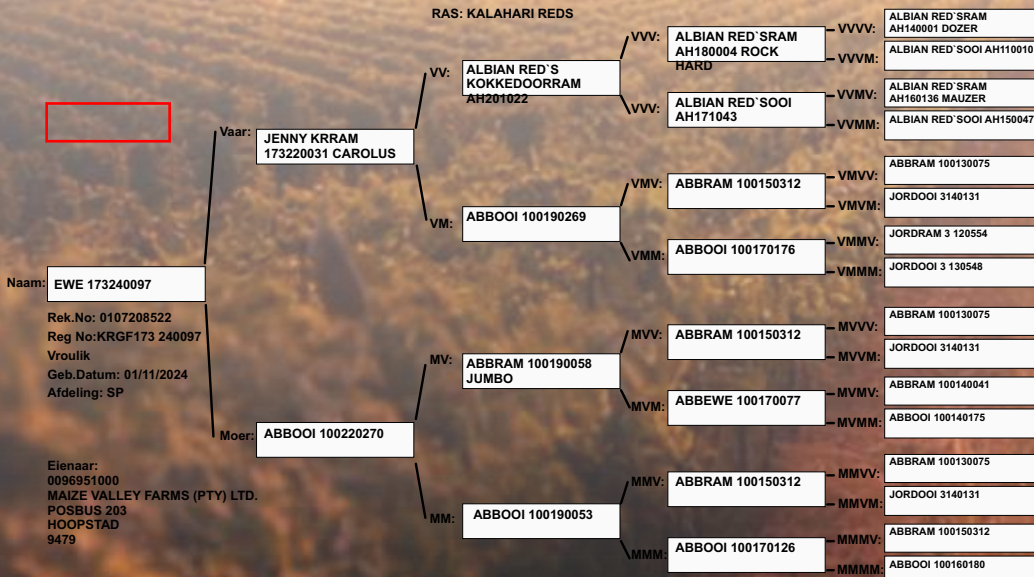 RAS: KALAHARI REDS
Naam:
EWE 173240097
Rek.No: 0107208522
Reg No:KRGF173 240097
Vroulik
Geb.Datum: 01/11/2024
Afdeling: SP
Eienaar:
0096951000
MAIZE VALLEY FARMS (PTY) LTD.
POSBUS 203
HOOPSTAD
9479
Vaar:
JENNY KRRAM
173220031 CAROLUS
Moer:
ABBOOI 100220270
VV:
ALBIAN RED`S
KOKKEDOORRAM
AH201022
VM:
ABBOOI 100190269
MV:
ABBRAM 100190058
JUMBO
MM:
ABBOOI 100190053
VVV:
ALBIAN RED`SRAM
AH180004 ROCK
HARD
VVV:
ALBIAN RED`SOOI
AH171043
VMV:
ABBRAM 100150312
VMM:
ABBOOI 100170176
MVV:
ABBRAM 100150312
MVM:
ABBEWE 100170077
MMV:
ABBRAM 100150312
MMM:
ABBOOI 100170126
VVVV:
ALBIAN RED`SRAM
AH140001 DOZER
VVVM:
ALBIAN RED`SOOI AH110010
VVMV:
ALBIAN RED`SRAM
AH160136 MAUZER
VVMM:
ALBIAN RED`SOOI AH150047
VMVV:
ABBRAM 100130075
VMVM:
JORDOOI 3140131
VMMV:
JORDRAM 3 120554
VMMM:
JORDOOI 3 130548
MVVV:
ABBRAM 100130075
MVVM:
JORDOOI 3140131
MVMV:
ABBRAM 100140041
MVMM:
ABBOOI 100140175
MMVV:
ABBRAM 100130075
MMVM:
JORDOOI 3140131
MMMV:
ABBRAM 100150312
MMMM:
ABBOOI 100160180